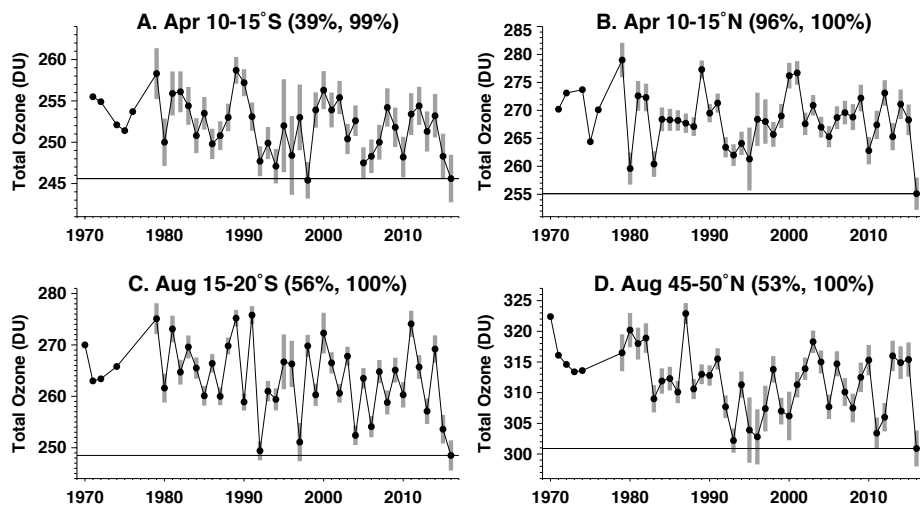 A. Apr 10-15°S (39%, 99%)
Total Ozone (DU)
260
255
250
245
1970 1980 1990 2000 2010
B. Apr 10-15°N (96%, 100%)
Total Ozone (DU)
285
280
275
270
265
260
255
1970 1980 1990 2000 2010
C. Aug 15-20°S (56%, 100%)
Total Ozone (DU)
280
270
260
250
1970 1980 1990 2000 2010
D. Aug 45-50°N (53%, 100%)
Total Ozone (DU)
325
320
315
310
305
300
1970 1980 1990 2000 2010